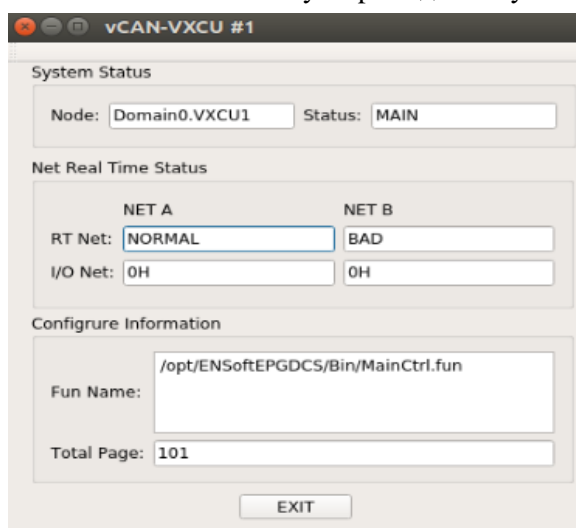 vCAN-VXCU #1
System Status
Node: Domain0.VXCU1 Status: MAIN
Net Real Time Status
NET A NET B
RT Net: NORMAL BAD
I/O Net: 0H 0H
Configrure Information
Fun Name: /opt/ENSoftEPGDCS/Bin/MainCtrl.fun
Total Page: 101
EXIT